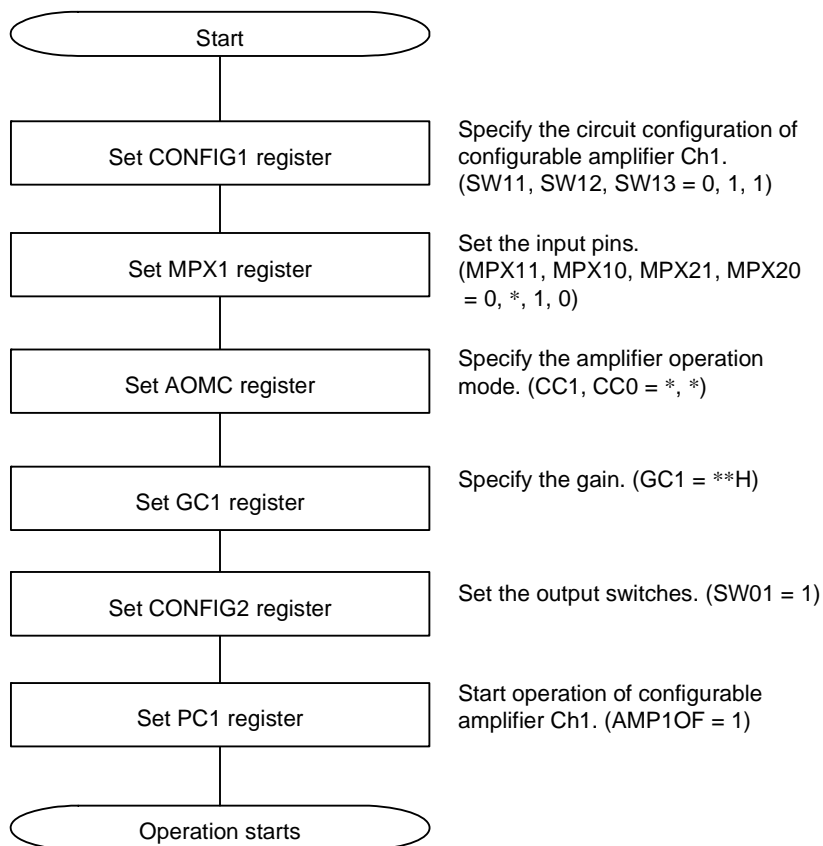 Start
Set CONFIG1 register
Specify the circuit configuration of
configurable amplifier Ch1.
(SW11, SW12, SW13 = 0, 1, 1)
Set MPX1 register
Set the input pins.
(MPX11, MPX10, MPX21, MPX20
= 0, *, 1, 0)
Set AOMC register
Specify the amplifier operation
mode. (CC1, CC0 = *, *)
Set GC1 register
Specify the gain. (GC1 = **H)
Set CONFIG2 register
Set the output switches. (SW01 = 1)
Set PC1 register
Start operation of configurable
amplifier Ch1. (AMP1OF = 1)
Operation starts